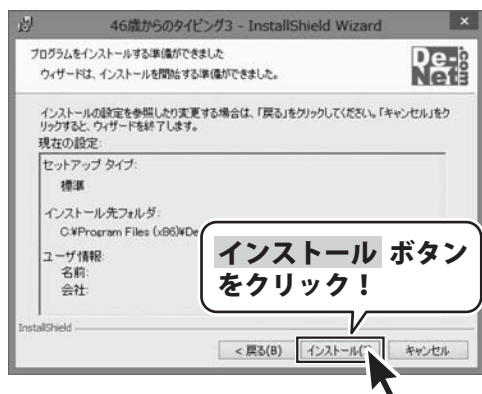 46歳からのタイピング3 - InstallShield Wizard
プログラムをインストールする準備ができました
ウィザードは、インストールを開始する準備ができました。
De-
Net
インストールの設定を参照したり変更する場合は、「戻る」をクリックしてください。「キャンセル」をク
リックすると、ウィザードを終了します。
現在の設定:
セットアップ タイプ:
標準
インストール先フォルダ:
C:¥Program Files (x86)¥De
ユーザ情報:
名前:
会社:
インストール ボタン
をクリック！
InstallShield
< 戻る(B)
インストール(
キャンセル